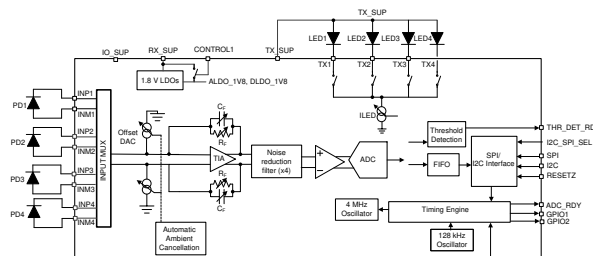 TX_SUP
LED1 LED2 LED3 LED4
IO_SUP RX_SUP CONTROL1 TX_SUP
TX1 TX2 TX3 TX4
1.8 V LDOs
ALDO_1V8, DLDO_1V8
INP1
PD1
INM1
INP2
PD2
INM2
INP3
PD3
INM3
INP4
PD4
INM4
INPUT MUX
Offset
DAC
CF
RF
TIA
RF
CF
Automatic
Ambient
Cancellation
Noise
reduction
filter (x4)
ILED
ADC
Threshold
Detection
FIFO
SPI/
I2C Interface
THR_DET_RD
I2C_SPI_SEL
SPI
I2C
RESETZ
4 MHz
Oscillator
Timing Engine
128 kHz
Oscillator
ADC_RDY
GPIO1
GPIO2